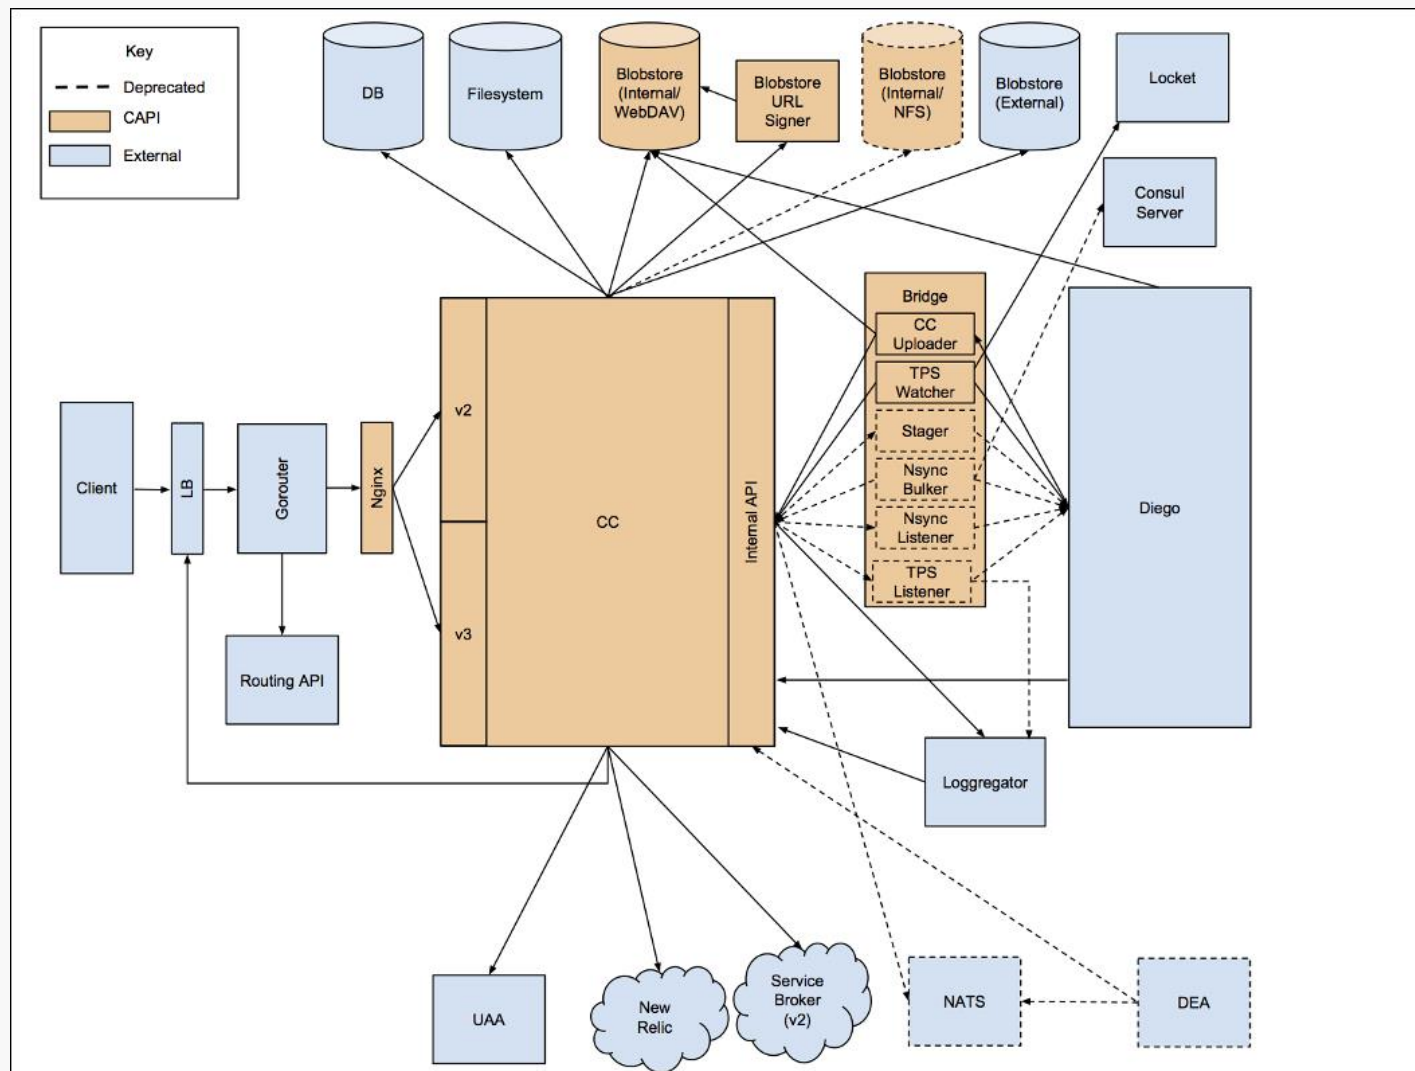 Key
Deprecated
CAPI
External
DB
Filesystem
Blobstore
(Internal/
WebDAV)
Blobstore
URL
Signer
Blobstore
(Internal/
NFS)
Blobstore
(External)
Locket
Consul
Server
Bridge
CC
Uploader
TPS
Watcher
Stager
Nsync
Bulker
Nsync
Listener
TPS
Listener
Diego
Client
LB
Gorouter
Nginx
v2
v3
CC
Internal API
Routing API
Loggregator
UAA
New
Relic
Service
Broker
(v2)
NATS
DEA